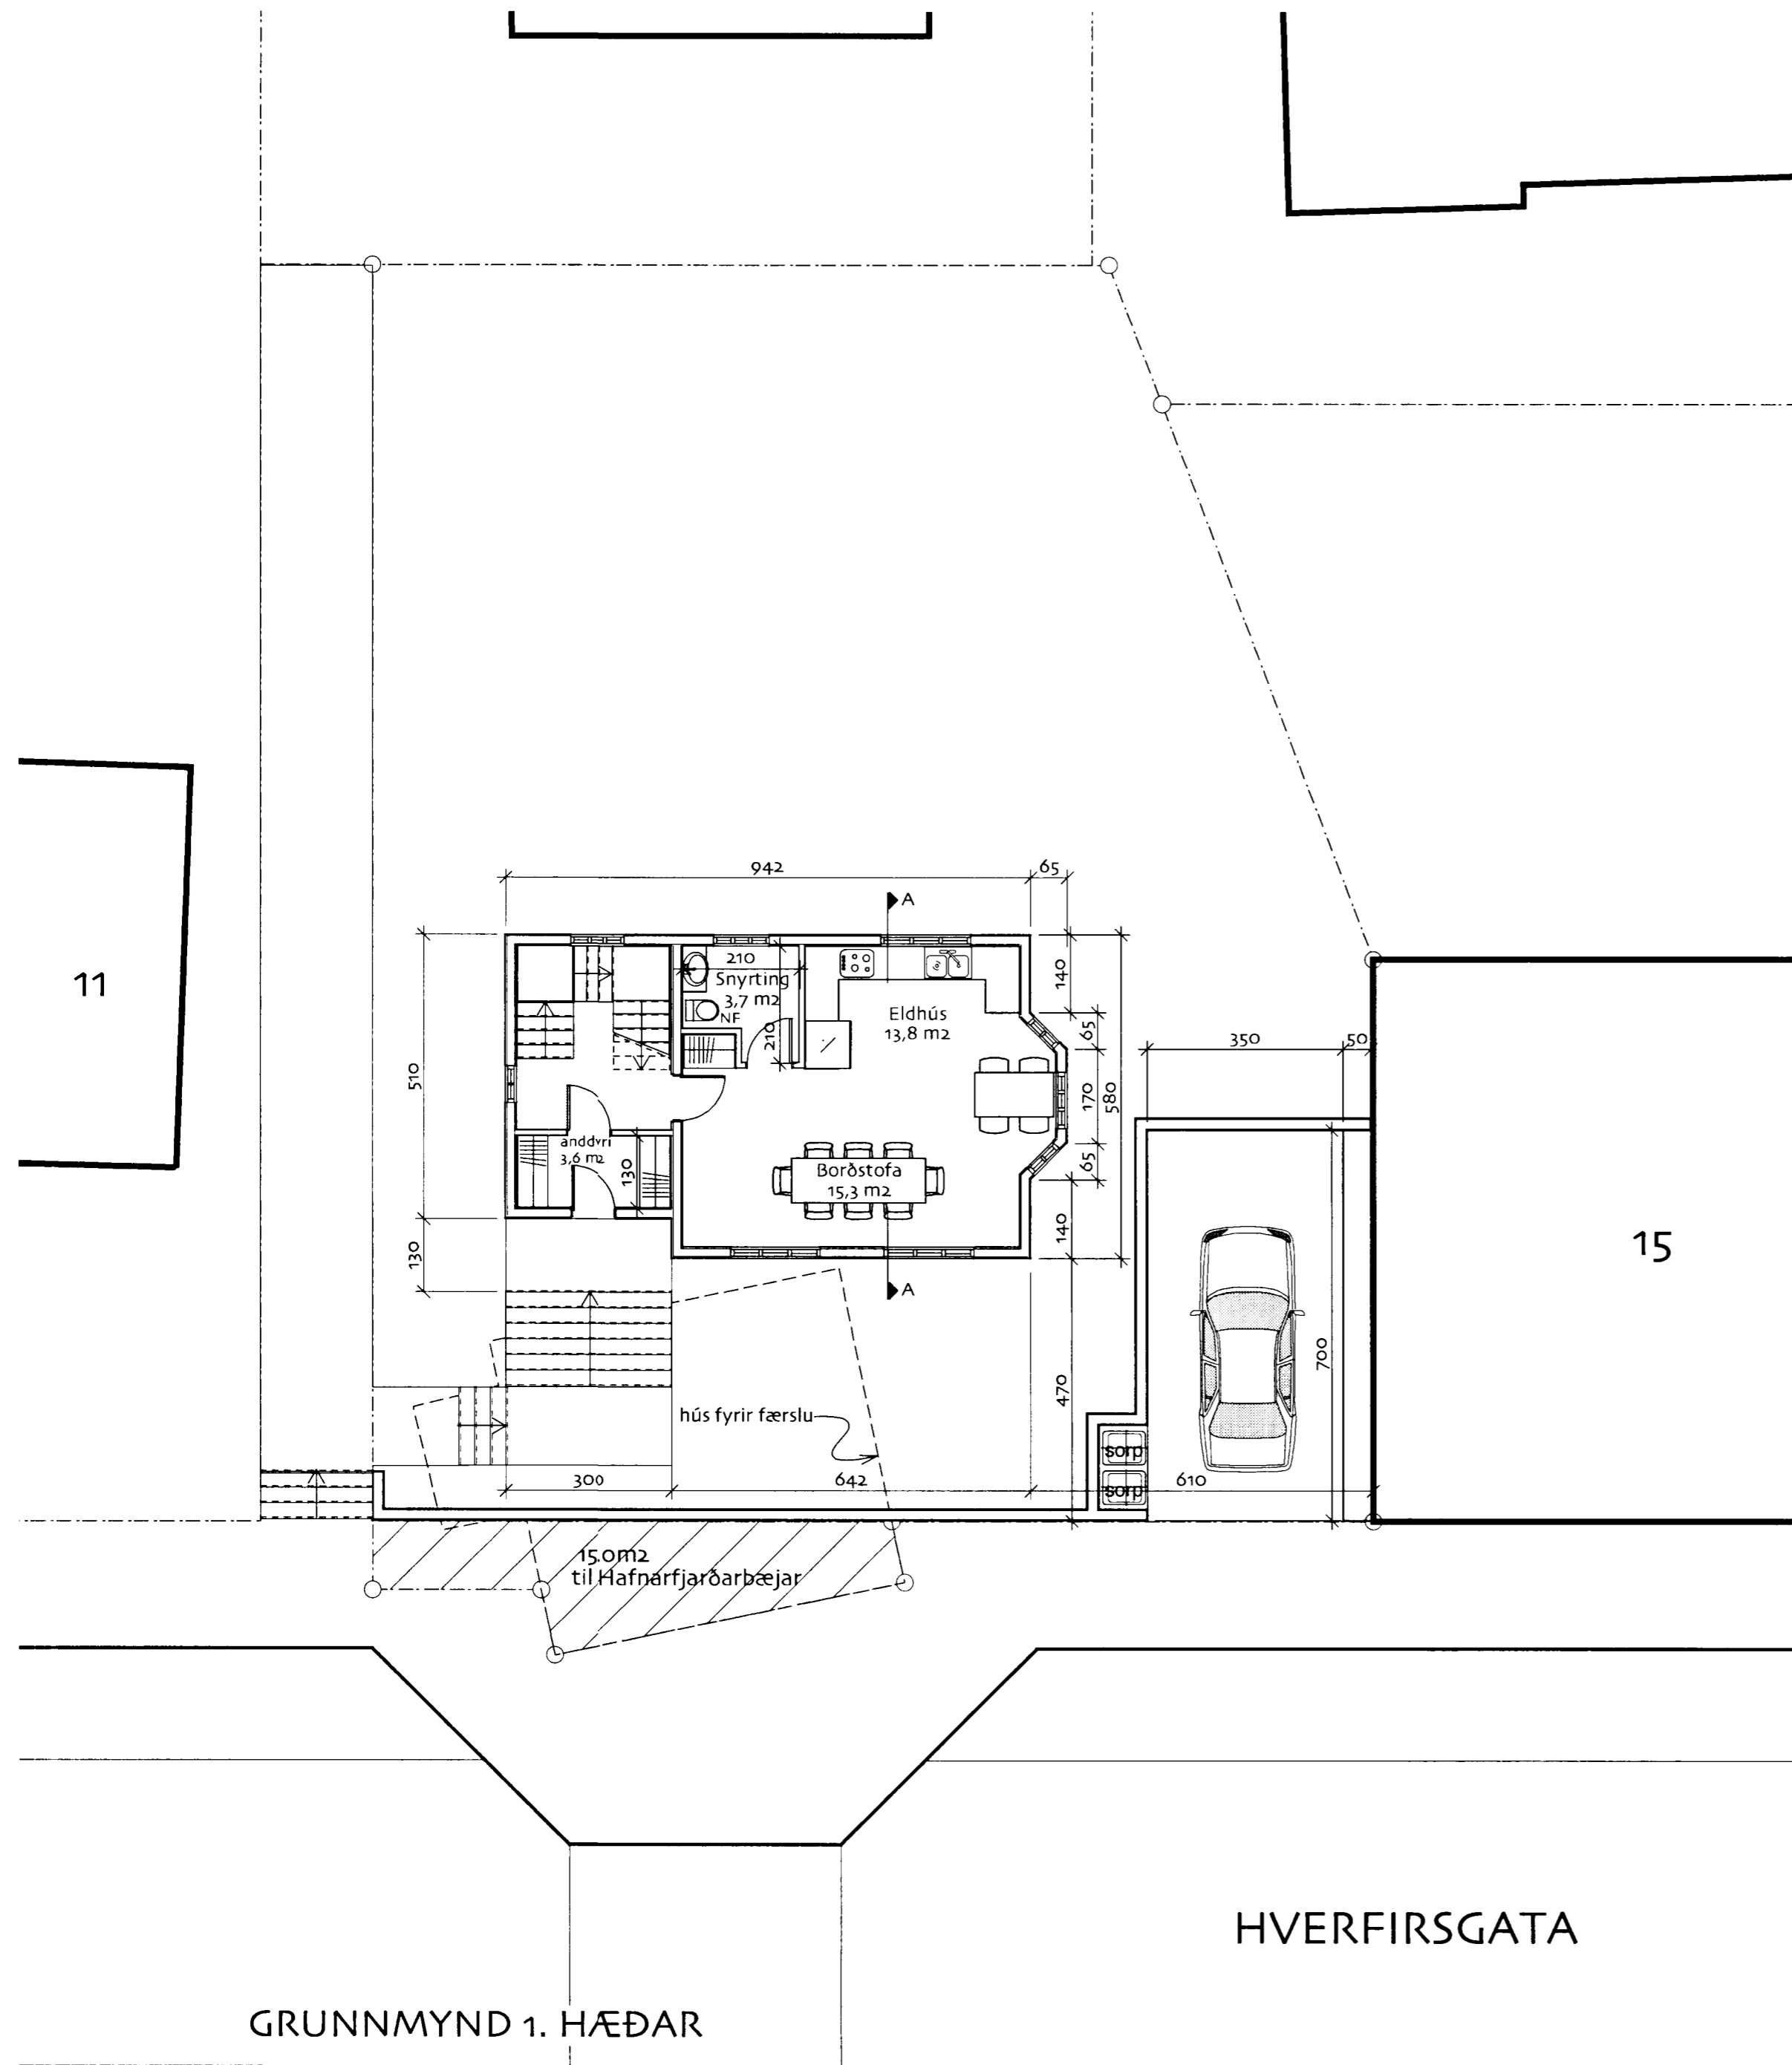 942
65
A
11
210
Snyrting
3,7 m2
NF
210
Eldhús
13,8 m2
140
65
170
580
65
140
350
50
510
anddyri
3,6 m2
130
Borðstofa
15,3 m2
15
130
A
700
470
hús fyrir færslu
sorp
sorp
300
642
610
15.0m2
til Hafnarfjarðarbæjar
HVERFIRSGATA
GRUNNMYND 1. HÆÐAR